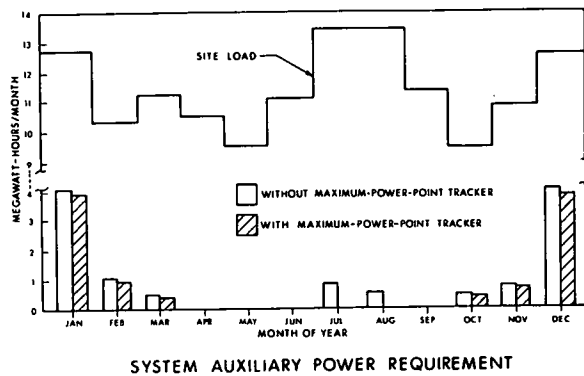 14
13
12
11
10
9
4
3
2
1
0
MEGAWATT-HOURS/MONTH
SITE LOAD
WITHOUT MAXIMUM-POWER-POINT TRACKER
WITH MAXIMUM-POWER-POINT TRACKER
JAN FEB MAR APR MAY JUN JUL AUG SEP OCT NOV DEC
MONTH OF YEAR
SYSTEM AUXILIARY POWER REQUIREMENT